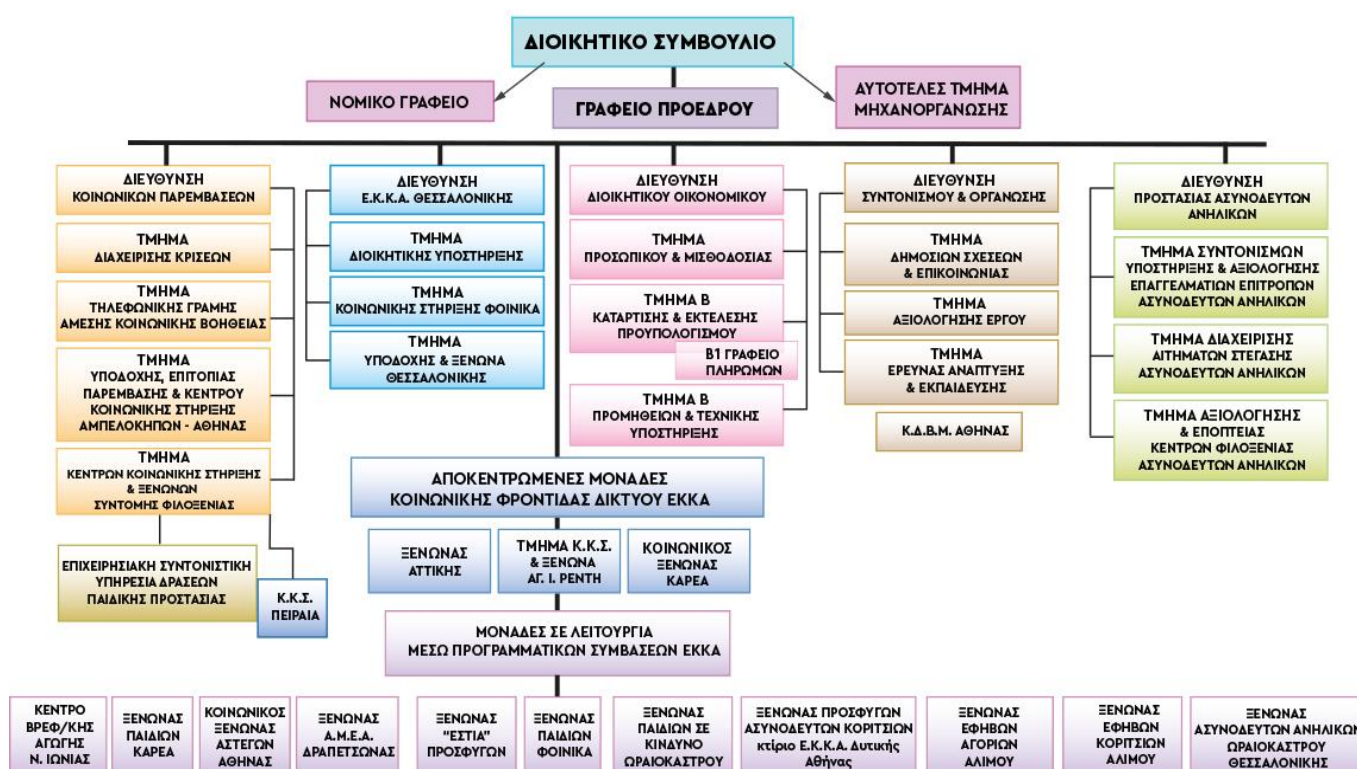 ΔΙΟΙΚΗΤΙΚΟ ΣΥΜΒΟΥΛΙΟ
ΝΟΜΙΚΟ ΓΡΑΦΕΙΟ
ΓΡΑΦΕΙΟ ΠΡΟΕΔΡΟΥ
ΑΥΤΟΤΕΛΕΣ ΤΜΗΜΑ
ΜΗΧΑΝΟΡΓΑΝΩΣΗΣ
ΔΙΕΥΘΥΝΣΗ
ΚΟΙΝΩΝΙΚΩΝ ΠΑΡΕΜΒΑΣΕΩΝ
ΤΜΗΜΑ
ΔΙΑΧΕΙΡΙΣΗΣ ΚΡΙΣΕΩΝ
ΤΜΗΜΑ
ΤΗΛΕΦΩΝΙΚΗΣ ΓΡΑΜΗΣ
ΑΜΕΣΗΣ ΚΟΙΝΩΝΙΚΗΣ ΒΟΗΘΕΙΑΣ
ΤΜΗΜΑ
ΥΠΟΔΟΧΗΣ, ΕΠΙΤΟΠΙΑΣ
ΠΑΡΕΜΒΑΣΗΣ & ΚΕΝΤΡΟΥ
ΚΟΙΝΩΝΙΚΗΣ ΣΤΗΡΙΞΗΣ
ΑΜΠΕΛΟΚΗΠΩΝ - ΑΘΗΝΑΣ
ΤΜΗΜΑ
ΚΕΝΤΡΩΝ ΚΟΙΝΩΝΙΚΗΣ ΣΤΗΡΙΞΗΣ
& ΞΕΝΩΝΩΝ
ΣΥΝΤΟΜΗΣ ΦΙΛΟΞΕΝΙΑΣ
ΕΠΙΧΕΙΡΗΣΙΑΚΗ ΣΥΝΤΟΝΙΣΤΙΚΗ
ΥΠΗΡΕΣΙΑ ΔΡΑΣΕΩΝ
ΠΑΙΔΙΚΗΣ ΠΡΟΣΤΑΣΙΑΣ
Κ.Κ.Σ.
ΠΕΙΡΑΙΑ
ΔΙΕΥΘΥΝΣΗ
Ε.Κ.Κ.Α. ΘΕΣΣΑΛΟΝΙΚΗΣ
ΤΜΗΜΑ
ΔΙΟΙΚΗΤΙΚΗΣ ΥΠΟΣΤΗΡΙΞΗΣ
ΤΜΗΜΑ
ΚΟΙΝΩΝΙΚΗΣ ΣΤΗΡΙΞΗΣ ΦΟΙΝΙΚΑ
ΤΜΗΜΑ
ΥΠΟΔΟΧΗΣ & ΞΕΝΩΝΑ
ΘΕΣΣΑΛΟΝΙΚΗΣ
ΔΙΕΥΘΥΝΣΗ
ΔΙΟΙΚΗΤΙΚΟΥ ΟΙΚΟΝΟΜΙΚΟΥ
ΤΜΗΜΑ
ΠΡΟΣΩΠΙΚΟΥ & ΜΙΣΘΟΔΟΣΙΑΣ
ΤΜΗΜΑ Β
ΚΑΤΑΡΤΙΣΗΣ & ΕΚΤΕΛΕΣΗΣ
ΠΡΟΥΠΟΛΟΓΙΣΜΟΥ
Β1 ΓΡΑΦΕΙΟ
ΠΛΗΡΩΜΩΝ
ΤΜΗΜΑ Β
ΠΡΟΜΗΘΕΙΩΝ & ΤΕΧΝΙΚΗΣ
ΥΠΟΣΤΗΡΙΞΗΣ
ΔΙΕΥΘΥΝΣΗ
ΣΥΝΤΟΝΙΣΜΟΥ & ΟΡΓΑΝΩΣΗΣ
ΤΜΗΜΑ
ΔΗΜΟΣΙΩΝ ΣΧΕΣΕΩΝ
& ΕΠΙΚΟΙΝΩΝΙΑΣ
ΤΜΗΜΑ
ΑΞΙΟΛΟΓΗΣΗΣ ΕΡΓΟΥ
ΤΜΗΜΑ
ΕΡΕΥΝΑΣ ΑΝΑΠΤΥΞΗΣ
& ΕΚΠΑΙΔΕΥΣΗΣ
Κ.Δ.Β.Μ. ΑΘΗΝΑΣ
ΔΙΕΥΘΥΝΣΗ
ΠΡΟΣΤΑΣΙΑΣ ΑΣΥΝΟΔΕΥΤΩΝ
ΑΝΗΛΙΚΩΝ
ΤΜΗΜΑ ΣΥΝΤΟΝΙΣΜΩΝ
ΥΠΟΣΤΗΡΙΞΗΣ & ΑΞΙΟΛΟΓΗΣΗΣ
ΕΠΑΓΓΕΛΜΑΤΙΩΝ ΕΠΙΤΡΟΠΩΝ
ΑΣΥΝΟΔΕΥΤΩΝ ΑΝΗΛΙΚΩΝ
ΤΜΗΜΑ ΔΙΑΧΕΙΡΙΣΗΣ
ΑΙΤΗΜΑΤΩΝ ΣΤΕΓΑΣΗΣ
ΑΣΥΝΟΔΕΥΤΩΝ ΑΝΗΛΙΚΩΝ
ΤΜΗΜΑ ΑΞΙΟΛΟΓΗΣΗΣ
& ΕΠΟΠΤΕΙΑΣ
ΚΕΝΤΡΩΝ ΦΙΛΟΞΕΝΙΑΣ
ΑΣΥΝΟΔΕΥΤΩΝ ΑΝΗΛΙΚΩΝ
ΑΠΟΚΕΝΤΡΩΜΕΝΕΣ ΜΟΝΑΔΕΣ
ΚΟΙΝΩΝΙΚΗΣ ΦΡΟΝΤΙΔΑΣ ΔΙΚΤΥΟΥ ΕΚΚΑ
ΞΕΝΩΝΑΣ
ΑΤΤΙΚΗΣ
ΤΜΗΜΑ Κ.Κ.Σ.
& ΞΕΝΩΝΑ
ΑΓ. Ι. ΡΕΝΤΗ
ΚΟΙΝΩΝΙΚΟΣ
ΞΕΝΩΝΑΣ
ΚΑΡΕΑ
ΜΟΝΑΔΕΣ ΣΕ ΛΕΙΤΟΥΡΓΙΑ
ΜΕΣΩ ΠΡΟΓΡΑΜΜΑΤΙΚΩΝ ΣΥΜΒΑΣΕΩΝ ΕΚΚΑ
ΚΕΝΤΡΟ
ΒΡΕΦ/ΚΗΣ
ΑΓΩΓΗΣ
Ν. ΙΩΝΙΑΣ
ΞΕΝΩΝΑΣ
ΠΑΙΔΙΩΝ
ΚΑΡΕΑ
ΚΟΙΝΩΝΙΚΟΣ
ΞΕΝΩΝΑΣ
ΑΣΤΕΓΩΝ
ΑΘΗΝΑΣ
ΞΕΝΩΝΑΣ
Α.Μ.Ε.Α.
ΔΡΑΠΕΤΣΩΝΑΣ
ΞΕΝΩΝΑΣ
"ΕΣΤΙΑ"
ΠΡΟΣΦΥΓΩΝ
ΞΕΝΩΝΑΣ
ΠΑΙΔΙΩΝ
ΦΟΙΝΙΚΑ
ΞΕΝΩΝΑΣ
ΠΑΙΔΙΩΝ ΣΕ
ΚΙΝΔΥΝΟ
ΩΡΑΙΟΚΑΣΤΡΟΥ
ΞΕΝΩΝΑΣ ΠΡΟΣΦΥΓΩΝ
ΑΣΥΝΟΔΕΥΤΩΝ ΚΟΡΙΤΣΙΩΝ
κτίριο Ε.Κ.Κ.Α. Δυτικής
Αθήνας
ΞΕΝΩΝΑΣ
ΕΦΗΒΩΝ
ΑΓΟΡΙΩΝ
ΑΛΙΜΟΥ
ΞΕΝΩΝΑΣ
ΕΦΗΒΩΝ
ΚΟΡΙΤΣΙΩΝ
ΑΛΙΜΟΥ
ΞΕΝΩΝΑΣ
ΑΣΥΝΟΔΕΥΤΩΝ ΑΝΗΛΙΚΩΝ
ΩΡΑΙΟΚΑΣΤΡΟΥ
ΘΕΣΣΑΛΟΝΙΚΗΣ